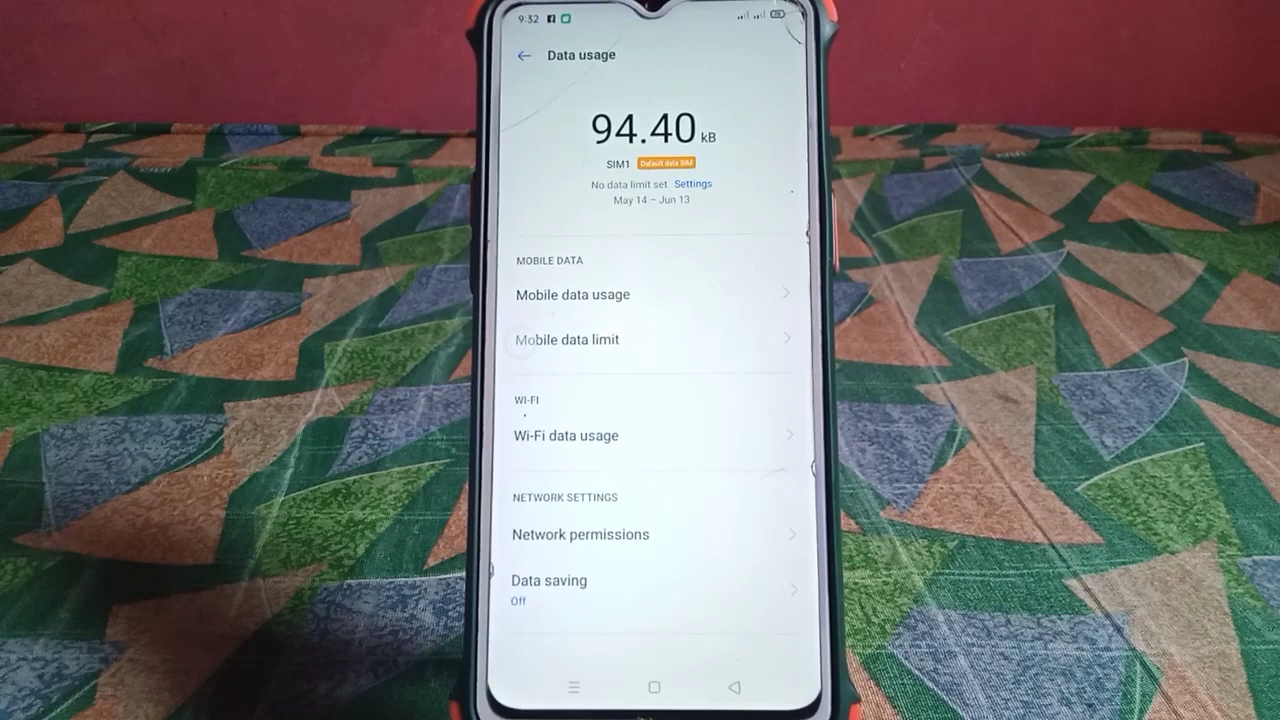 9:32
Data usage
94.40 kB
SIM1 Default data SIM
No data limit set Settings
May 14 – Jun 13
MOBILE DATA
Mobile data usage
Mobile data limit
WI-FI
Wi-Fi data usage
NETWORK SETTINGS
Network permissions
Data saving
Off